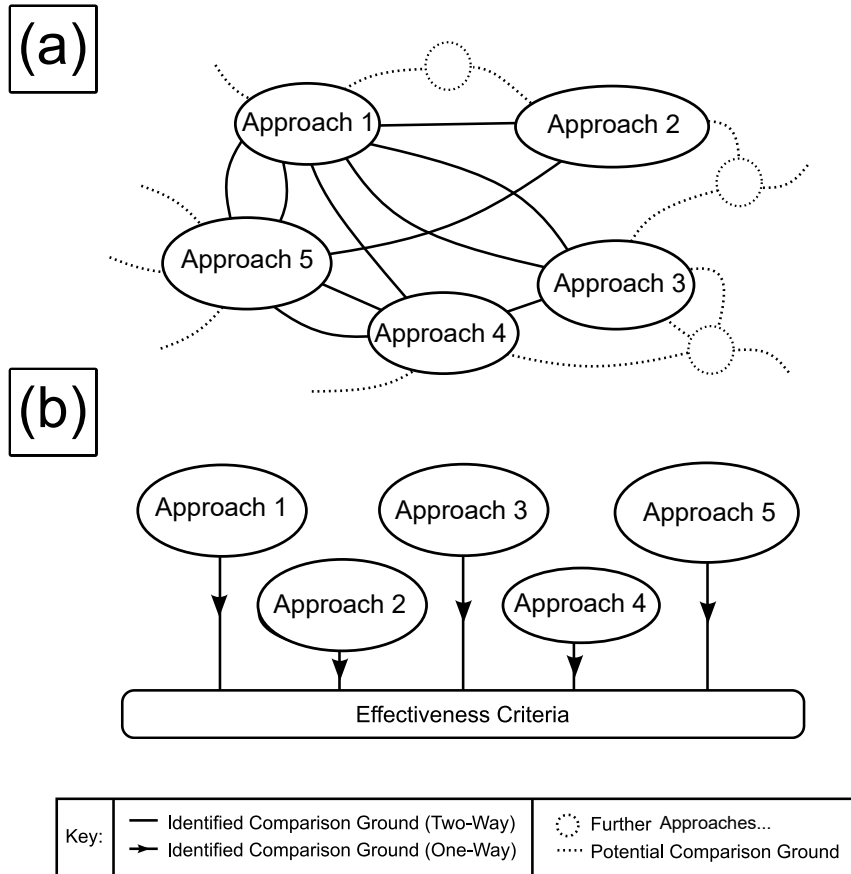 (a)
Approach 1
Approach 2
Approach 5
Approach 3
Approach 4
(b)
Approach 1
Approach 3
Approach 5
Approach 2
Approach 4
Effectiveness Criteria
Key:
Identified Comparison Ground (Two-Way)
Identified Comparison Ground (One-Way)
Further Approaches...
Potential Comparison Ground